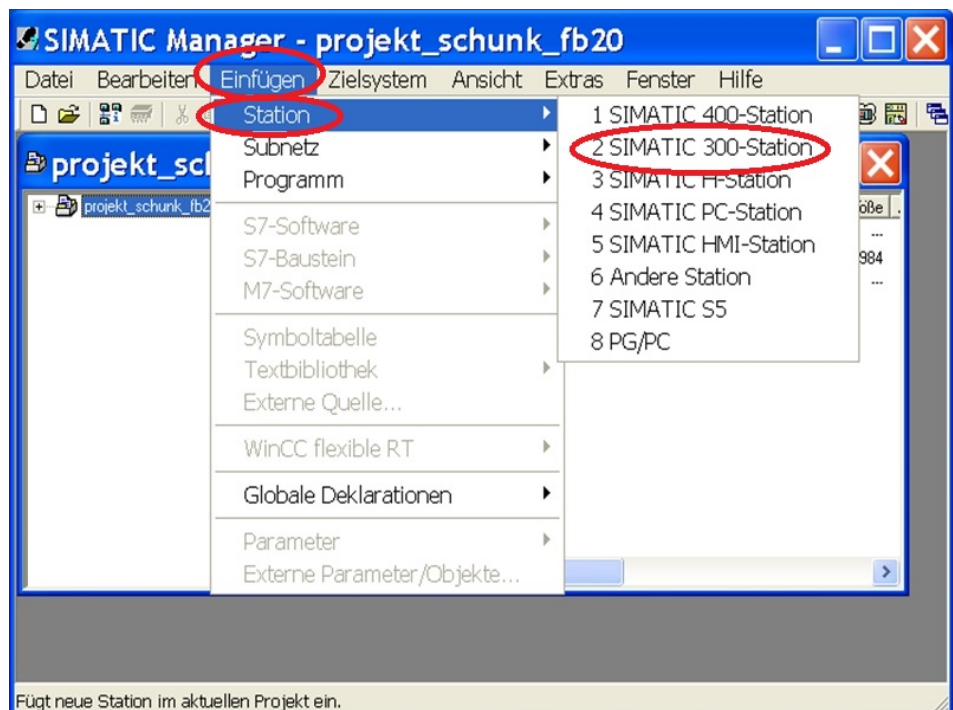 SIMATIC Manager - projekt_schunk_fb20
Datei Bearbeiten Einfügen Zielsystem Ansicht Extras Fenster Hilfe
Station
Subnetz
Programm
S7-Software
S7-Baustein
M7-Software
Symboltabelle
Textbibliothek
Externe Quelle...
WinCC flexible RT
Globale Deklarationen
Parameter
Externe Parameter/Objekte...
1 SIMATIC 400-Station
2 SIMATIC 300-Station
3 SIMATIC H-Station
4 SIMATIC PC-Station
5 SIMATIC HMI-Station
6 Andere Station
7 SIMATIC S5
8 PG/PC
projekt_sc
projekt_schunk_fb2
öße
...
984
...
Fügt neue Station im aktuellen Projekt ein.